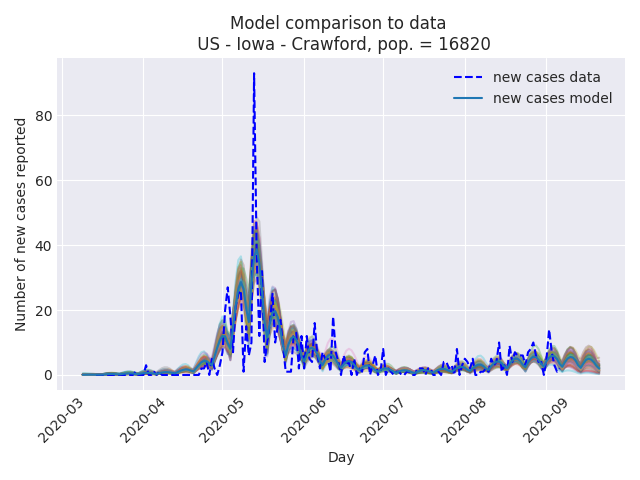 Model comparison to data
US - Iowa - Crawford, pop. = 16820
new cases data
new cases model
Number of new cases reported
80
60
40
20
0
2020-03
2020-04
2020-05
2020-06
2020-07
2020-08
2020-09
Day